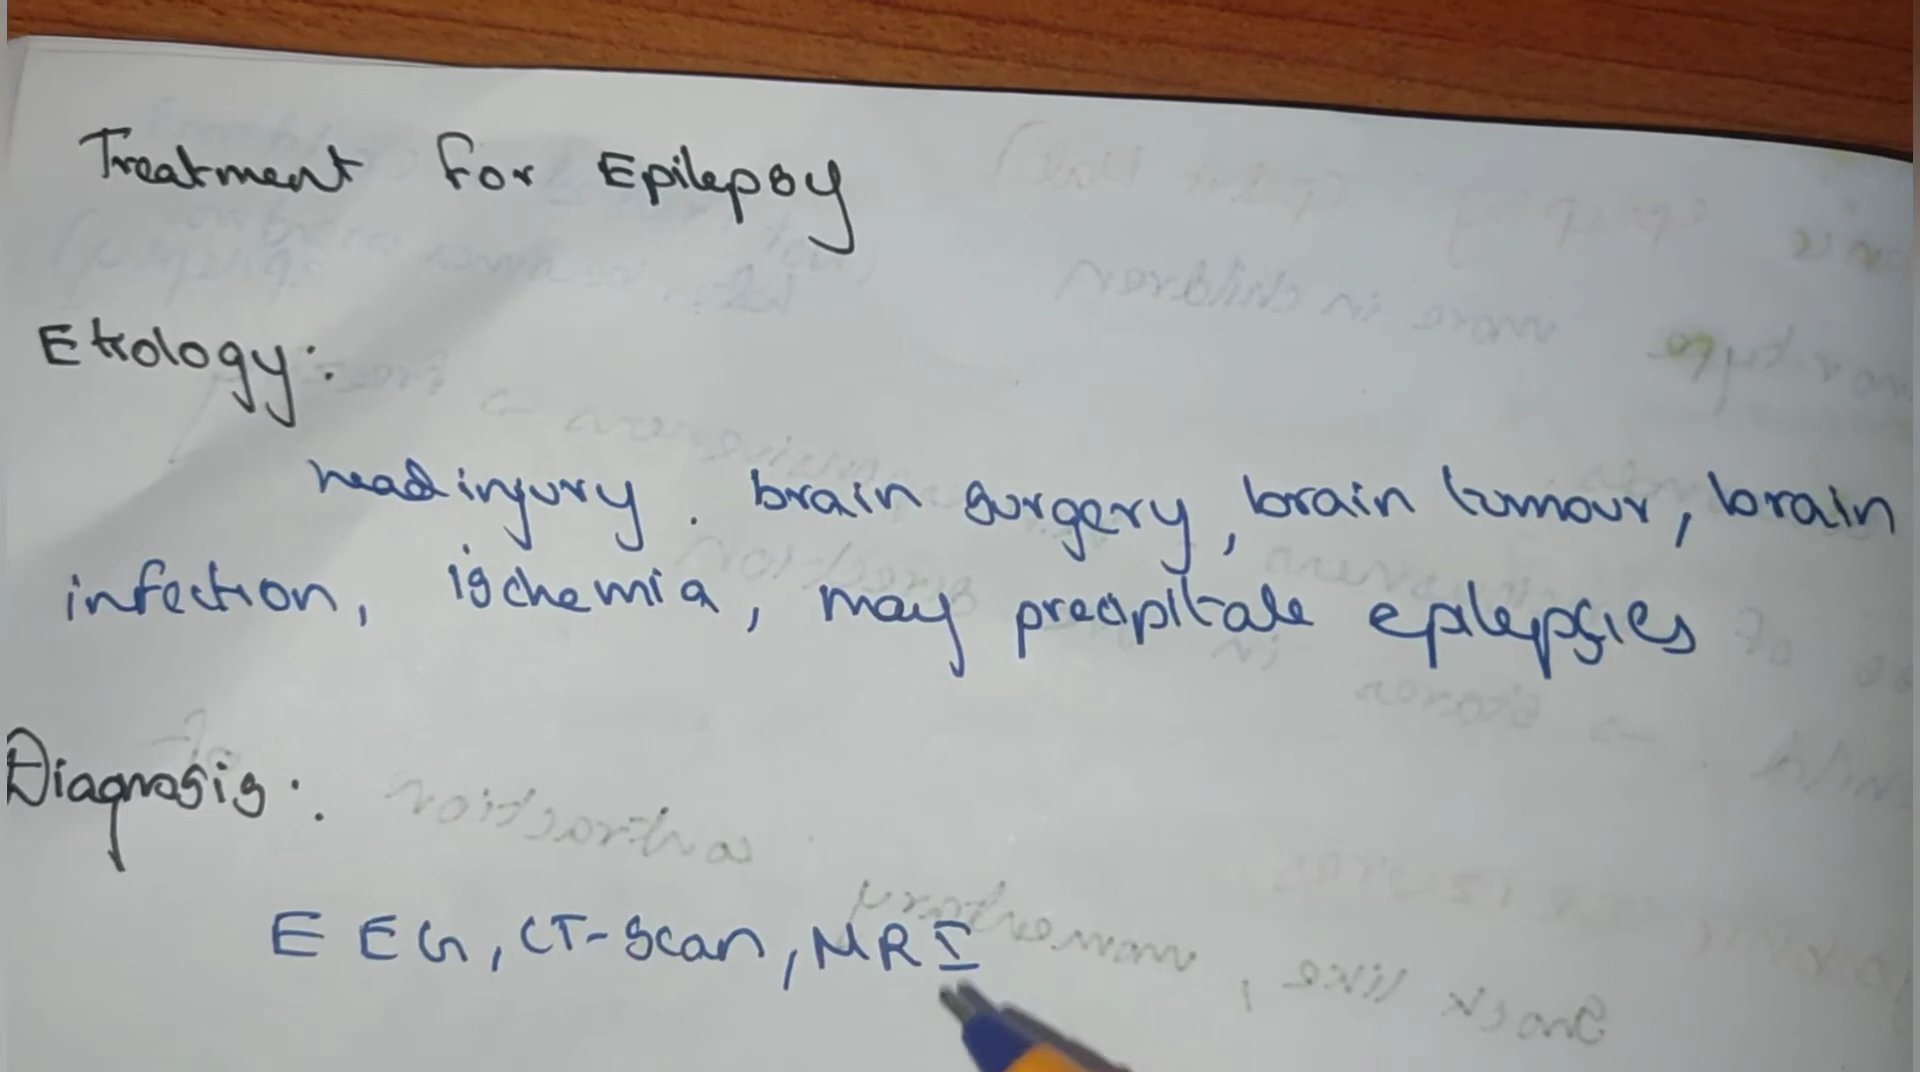 Treatment for Epilepsy
Etiology:
head injury. brain surgery, brain tumour, brain
infection, ischemia, may precipitate epilepsies
Diagnosis:
EEG, CT-Scan, MRI